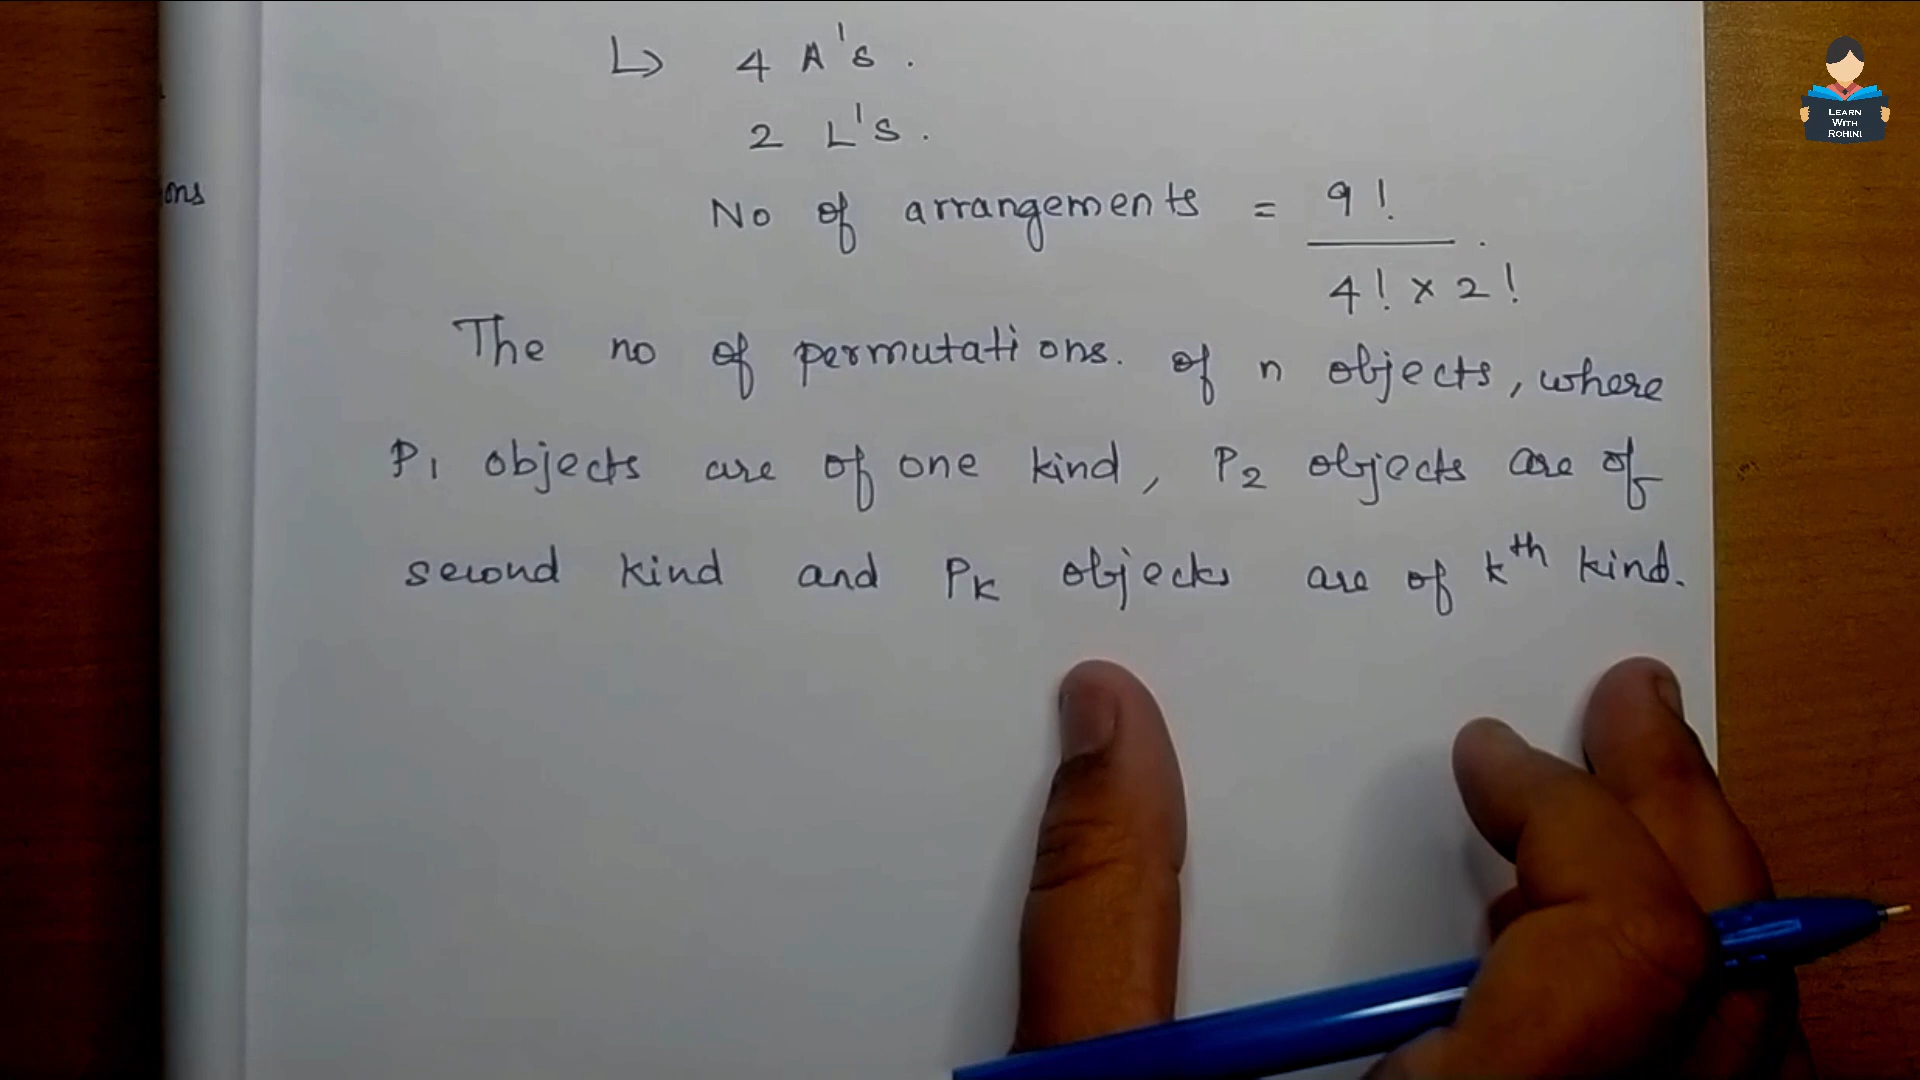 ↳ 4 A's.
2 L's.
ons
No of arrangements = 9! / 4! x 2! .
The no of permutations. of n objects, where
P1 objects are of one kind, P2 objects are of
second kind and PK objects are of kth kind.
LEARN
WITH
ROHINI